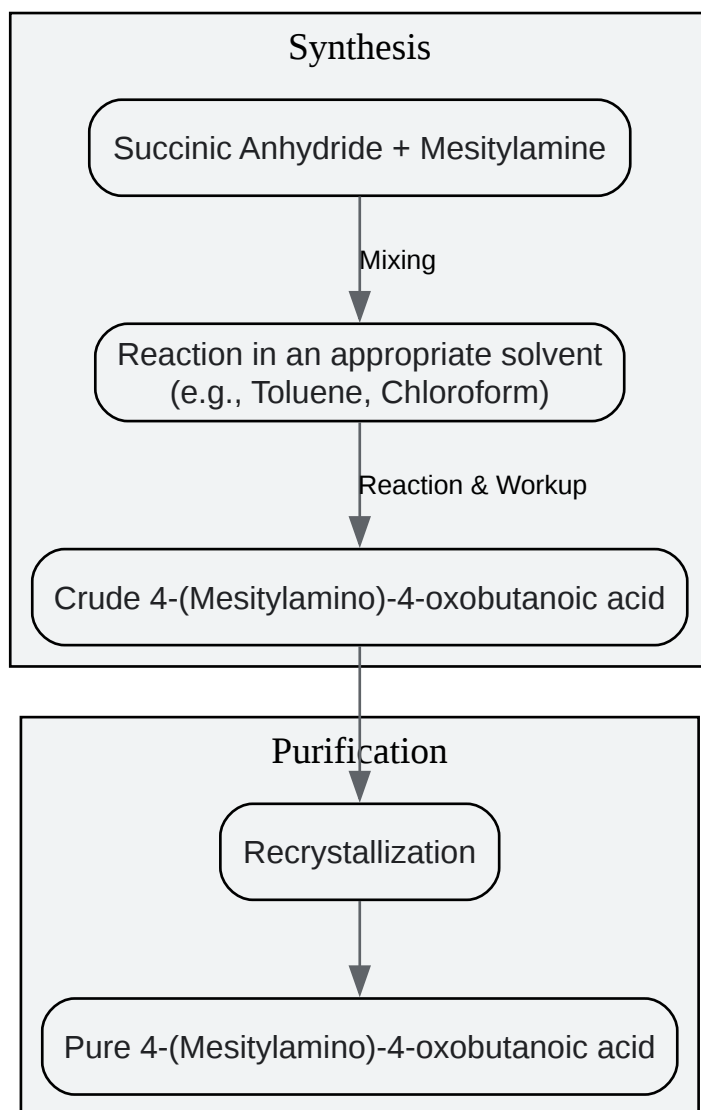 Synthesis
Succinic Anhydride + Mesitylamine
Mixing
Reaction in an appropriate solvent
(e.g., Toluene, Chloroform)
Reaction & Workup
Crude 4-(Mesitylamino)-4-oxobutanoic acid
Purification
Recrystallization
Pure 4-(Mesitylamino)-4-oxobutanoic acid